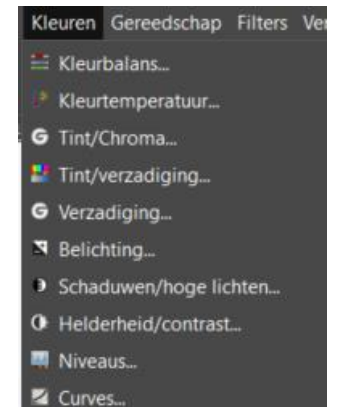 Kleuren Gereedschap Filters
Kleurbalans...
Kleurtemperatuur...
Tint/Chroma...
Tint/verzadiging...
Verzadiging...
Belichting...
Schaduwen/hoge lichten...
Helderheid/contrast...
Niveaus...
Curves...